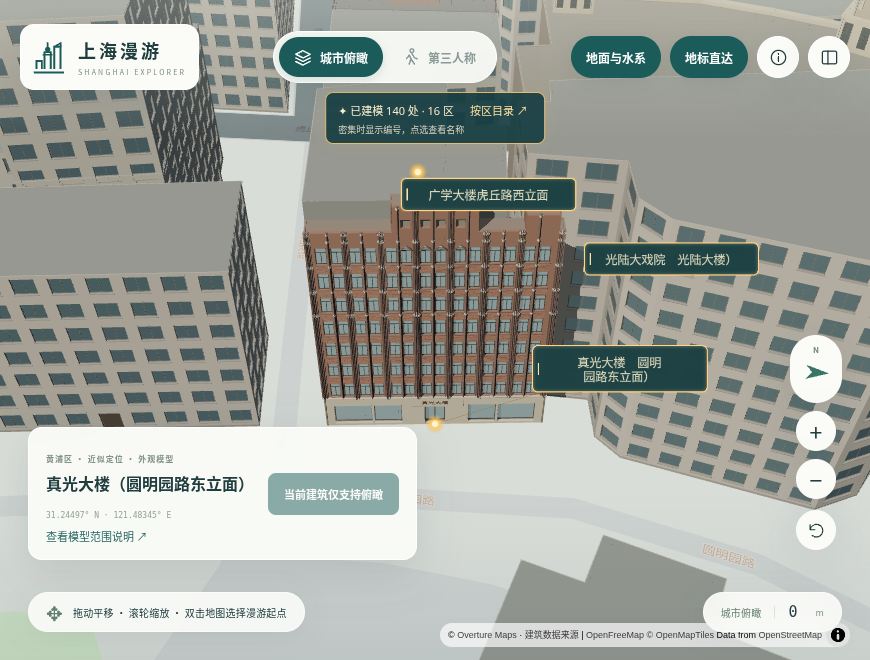 上海漫游
SHANGHAI EXPLORER
城市俯瞰
第三人称
地面与水系
地标直达
✦ 已建模 140 处 · 16 区 按区目录 ↗
密集时显示编号，点选查看名称
广学大楼虎丘路西立面
光陆大戏院 光陆大楼）
真光大楼 圆明
园路东立面）
N
真光大楼
黄浦区 · 近似定位 · 外观模型
真光大楼（圆明园路东立面）
当前建筑仅支持俯瞰
31.24497° N · 121.48345° E
查看模型范围说明 ↗
圆明园路
拖动平移 · 滚轮缩放 · 双击地图选择漫游起点
城市俯瞰 0 m
© Overture Maps · 建筑数据来源 | OpenFreeMap © OpenMapTiles Data from OpenStreetMap